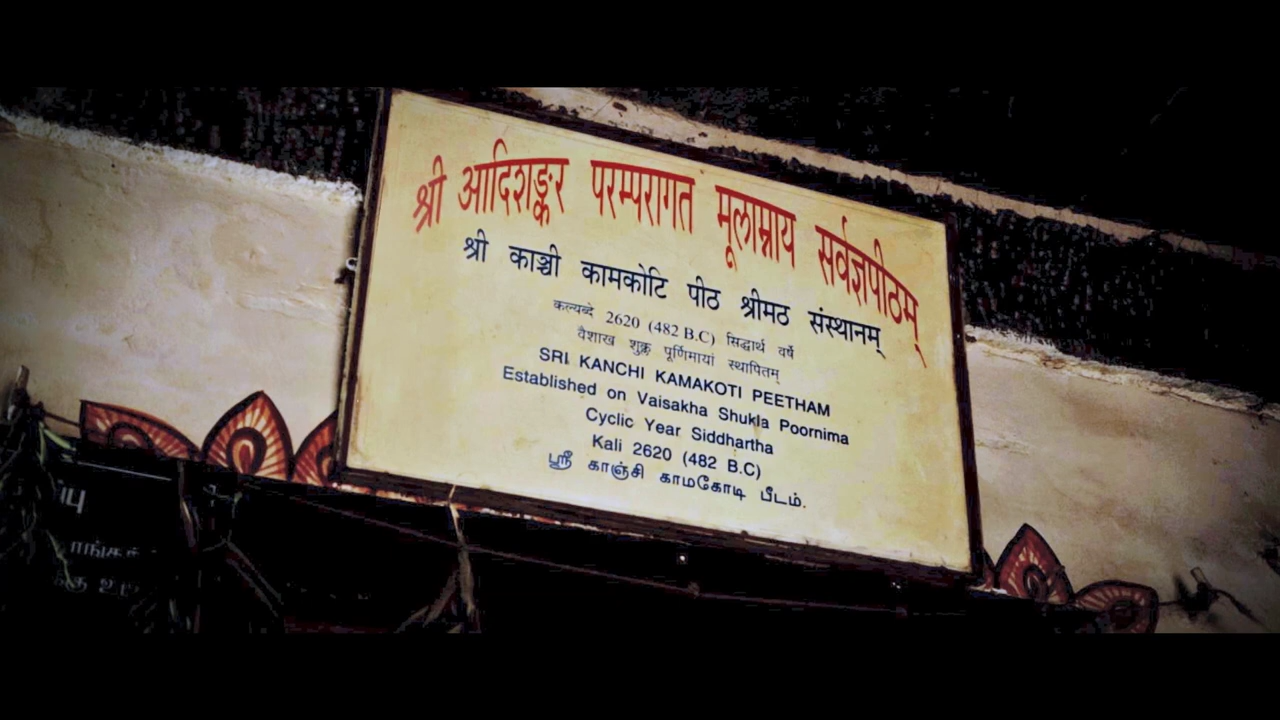 श्री आदिशङ्कर परम्परागत मूलाम्नाय सर्वज्ञपीठम्
श्री काञ्ची कामकोटि पीठ श्रीमठ संस्थानम्
कल्यब्दे 2620 (482 B.C) सिद्धार्थ वर्षे
वैशाख शुक्ल पूर्णिमायां स्थापितम्
SRI KANCHI KAMAKOTI PEETHAM
Established on Vaisakha Shukla Poornima
Cyclic Year Siddhartha
Kali 2620 (482 B.C)
ஸ்ரீ காஞ்சி காமகோடி பீடம்.